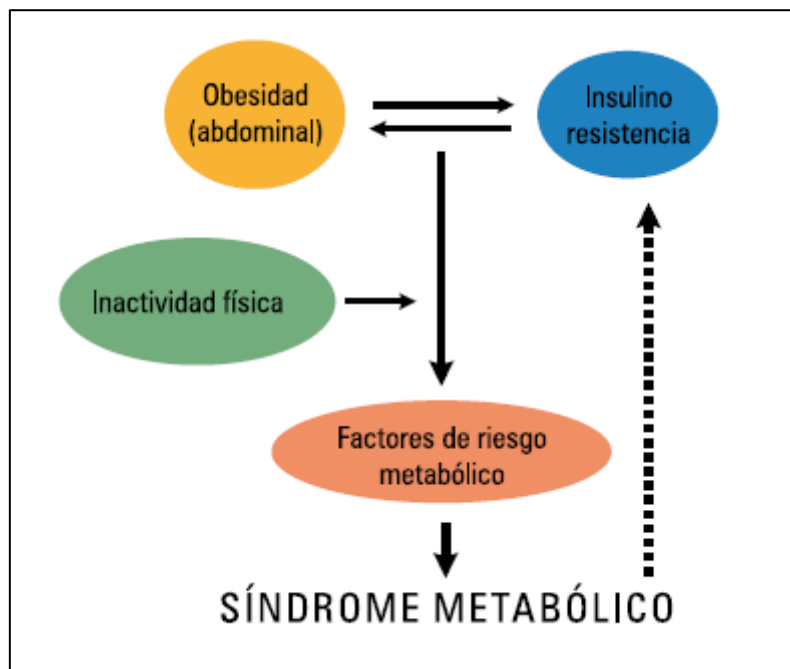 Obesidad
(abdominal)
Insulino
resistencia
Inactividad física
Factores de riesgo
metabólico
SÍNDROME METABÓLICO